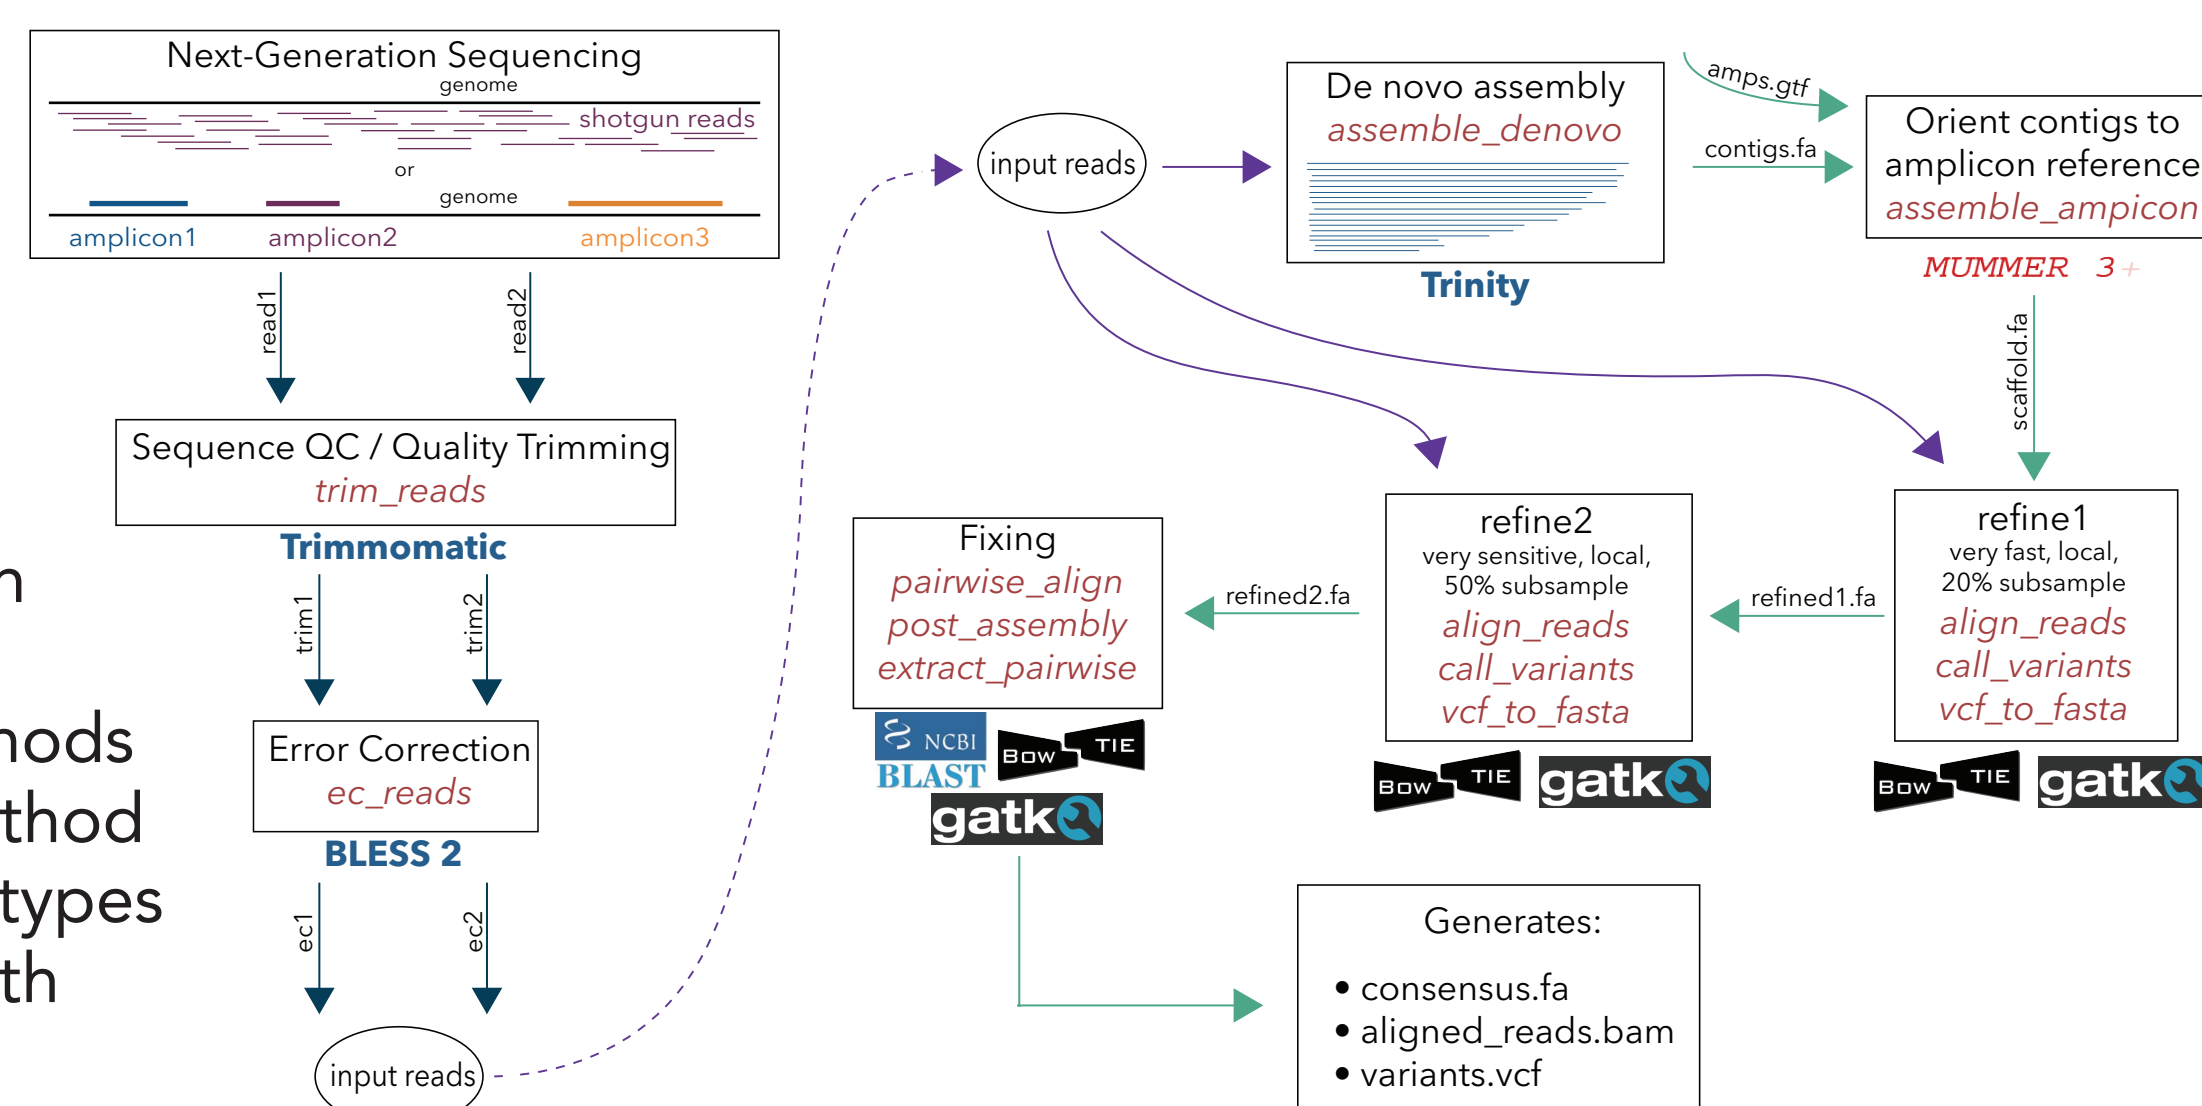 Next-Generation Sequencing
genome
shotgun reads
or
genome
amplicon1
amplicon2
amplicon3
read1
read2
Sequence QC / Quality Trimming
trim_reads
Trimmomatic
trim1
trim2
Error Correction
ec_reads
BLESS 2
ec1
ec2
input reads
n
nods
thod
types
th
input reads
De novo assembly
assemble_denovo
Trinity
amps.gtf
contigs.fa
Orient contigs to
amplicon reference
assemble_ampicon
MUMMER 3+
scaffold.fa
refine1
very fast, local,
20% subsample
align_reads
call_variants
vcf_to_fasta
BOW TIE
gatk
refined1.fa
refine2
very sensitive, local,
50% subsample
align_reads
call_variants
vcf_to_fasta
BOW TIE
gatk
refined2.fa
Fixing
pairwise_align
post_assembly
extract_pairwise
NCBI
BLAST
BOW TIE
gatk
Generates:
• consensus.fa
• aligned_reads.bam
• variants.vcf